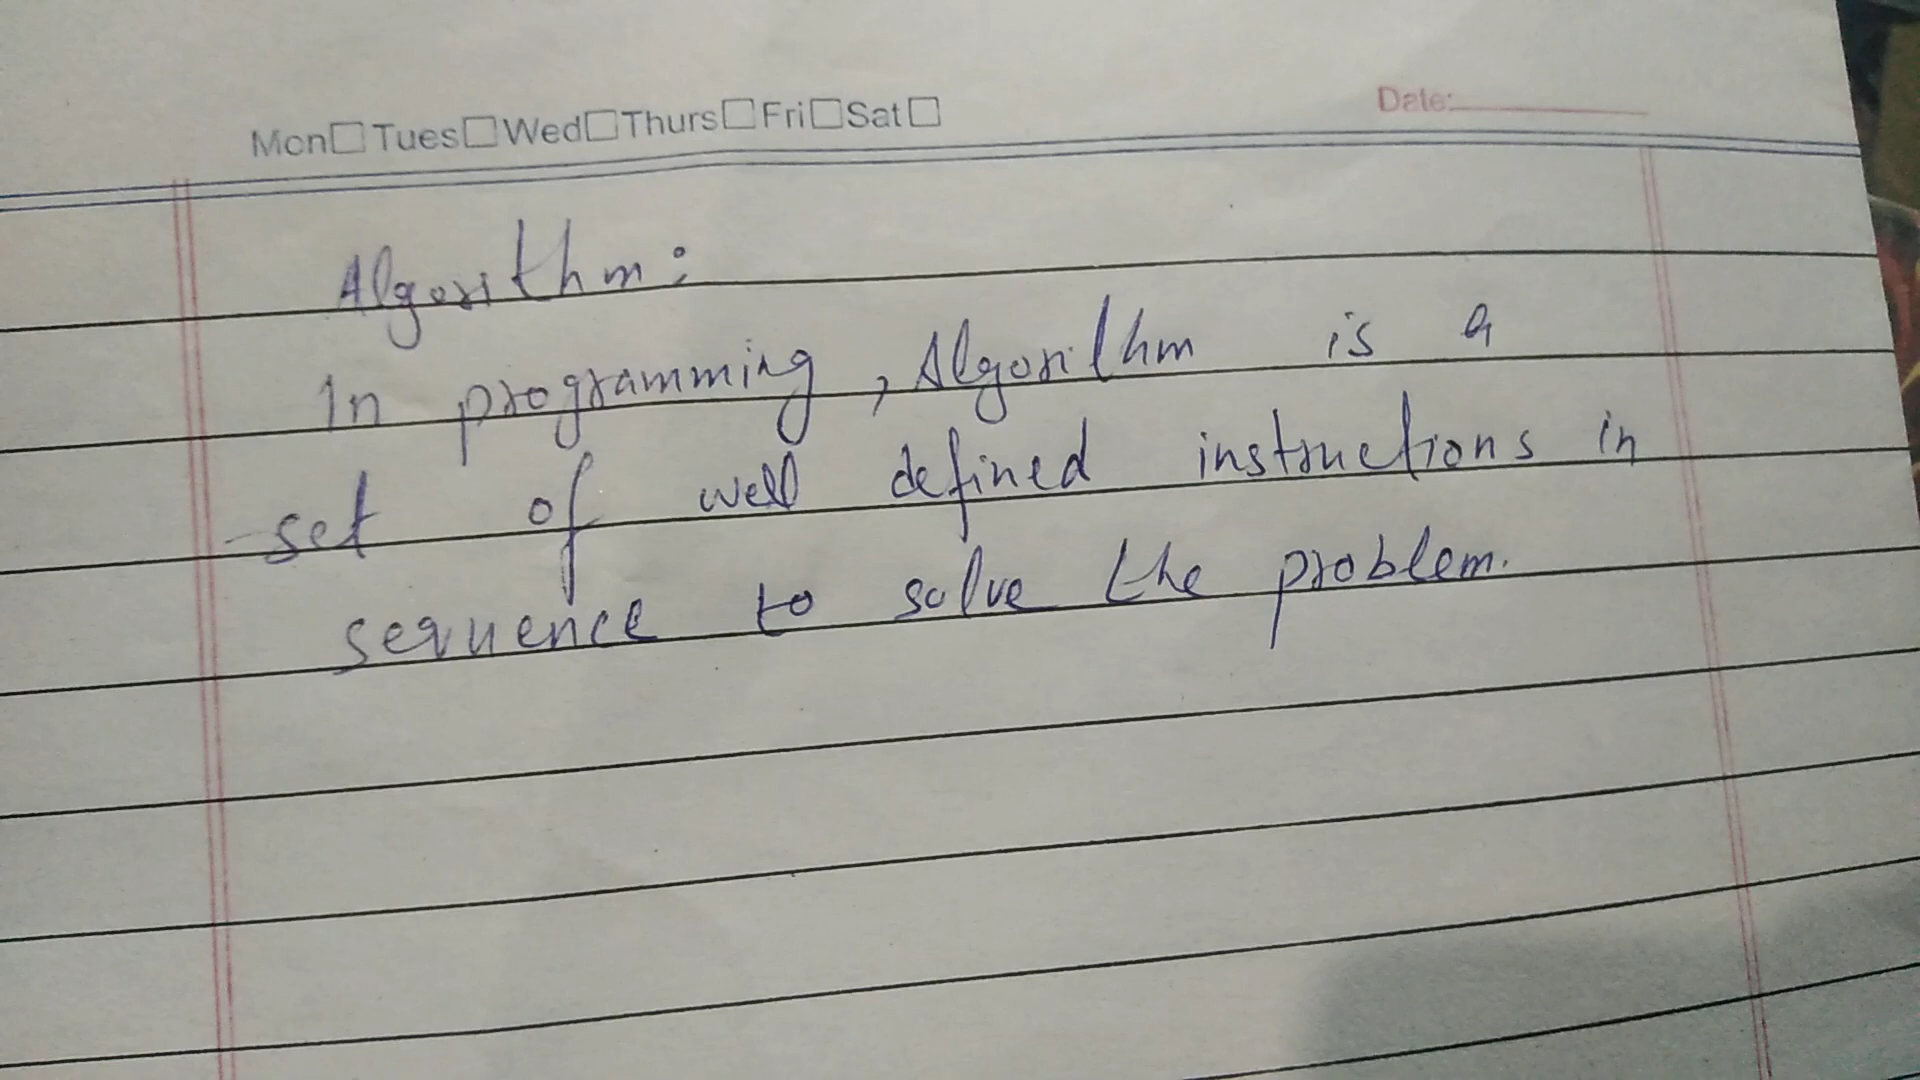 Mon☐ Tues☐ Wed☐ Thurs☐ Fri☐ Sat☐ Date:
Algorithm:
In programming, Algorithm is a
set of well defined instructions in
sequence to solve the problem.